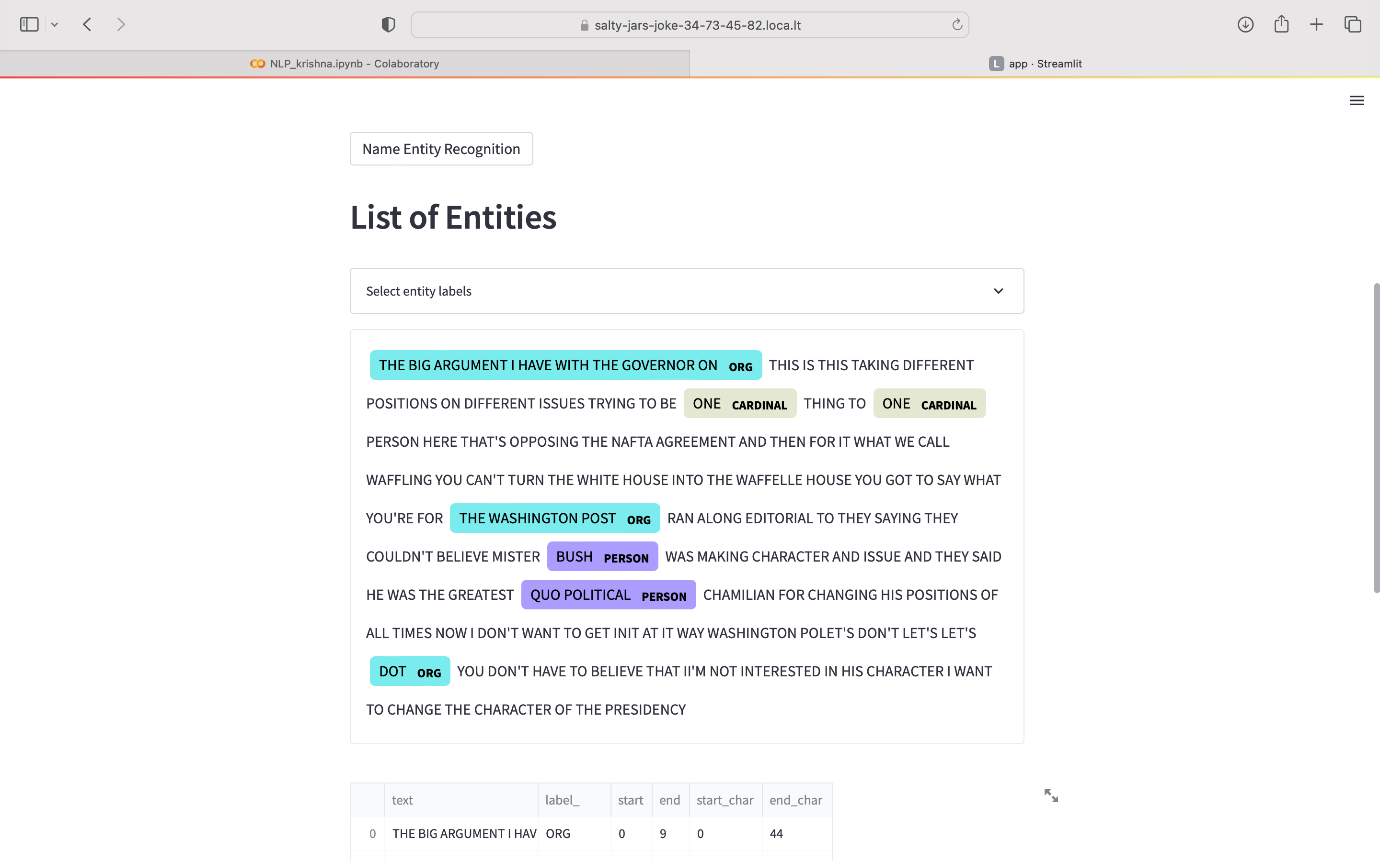 salty-jars-joke-34-73-45-82.loca.lt
NLP_krishna.ipynb - Colaboratory
L app · Streamlit
Name Entity Recognition
List of Entities
Select entity labels
THE BIG ARGUMENT I HAVE WITH THE GOVERNOR ON ORG THIS IS THIS TAKING DIFFERENT
POSITIONS ON DIFFERENT ISSUES TRYING TO BE ONE CARDINAL THING TO ONE CARDINAL
PERSON HERE THAT'S OPPOSING THE NAFTA AGREEMENT AND THEN FOR IT WHAT WE CALL
WAFFLING YOU CAN'T TURN THE WHITE HOUSE INTO THE WAFFELLE HOUSE YOU GOT TO SAY WHAT
YOU'RE FOR THE WASHINGTON POST ORG RAN ALONG EDITORIAL TO THEY SAYING THEY
COULDN'T BELIEVE MISTER BUSH PERSON WAS MAKING CHARACTER AND ISSUE AND THEY SAID
HE WAS THE GREATEST QUO POLITICAL PERSON CHAMILIAN FOR CHANGING HIS POSITIONS OF
ALL TIMES NOW I DON'T WANT TO GET INIT AT IT WAY WASHINGTON POLET'S DON'T LET'S LET'S
DOT ORG YOU DON'T HAVE TO BELIEVE THAT II'M NOT INTERESTED IN HIS CHARACTER I WANT
TO CHANGE THE CHARACTER OF THE PRESIDENCY
text label_ start end start_char end_char
0 THE BIG ARGUMENT I HAV ORG 0 9 0 44